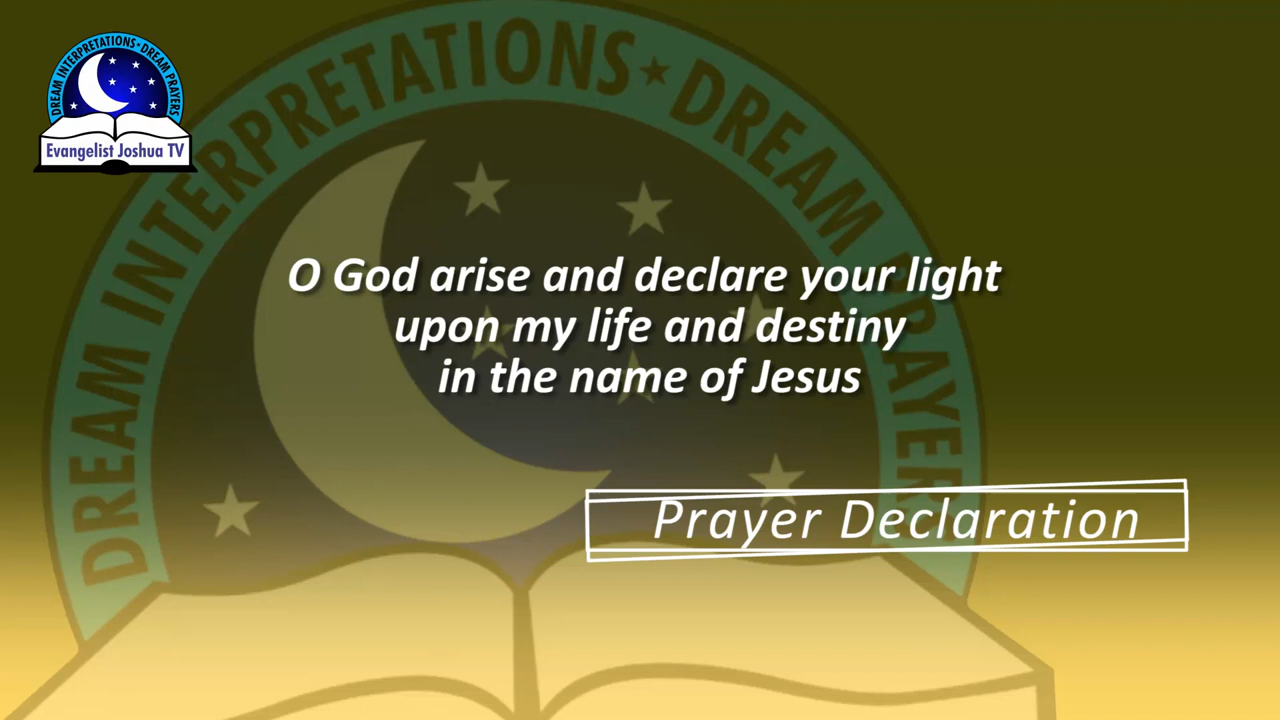 DREAM INTERPRETATIONS · DREAM PRAYERS
Evangelist Joshua TV
DREAM INTERPRETATIONS ★ DREAM PRAYERS
O God arise and declare your light
upon my life and destiny
in the name of Jesus
Prayer Declaration